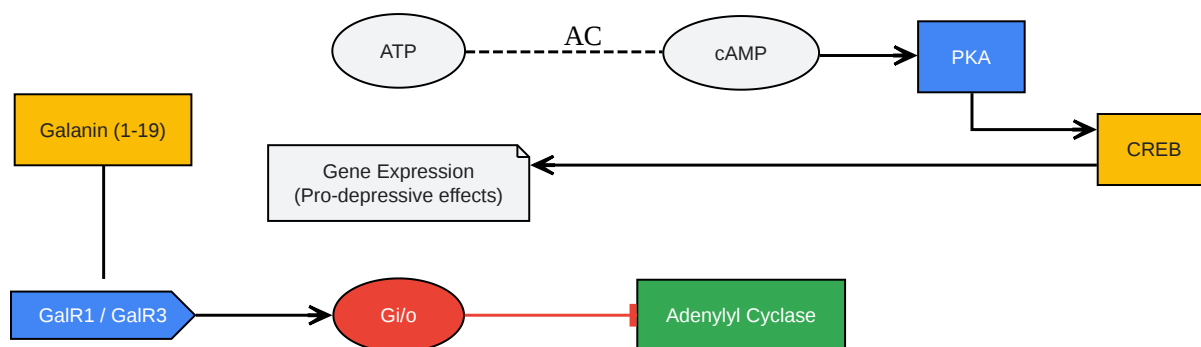 AC
ATP
cAMP
PKA
Galanin (1-19)
CREB
Gene Expression
(Pro-depressive effects)
GalR1 / GalR3
Gi/o
Adenylyl Cyclase